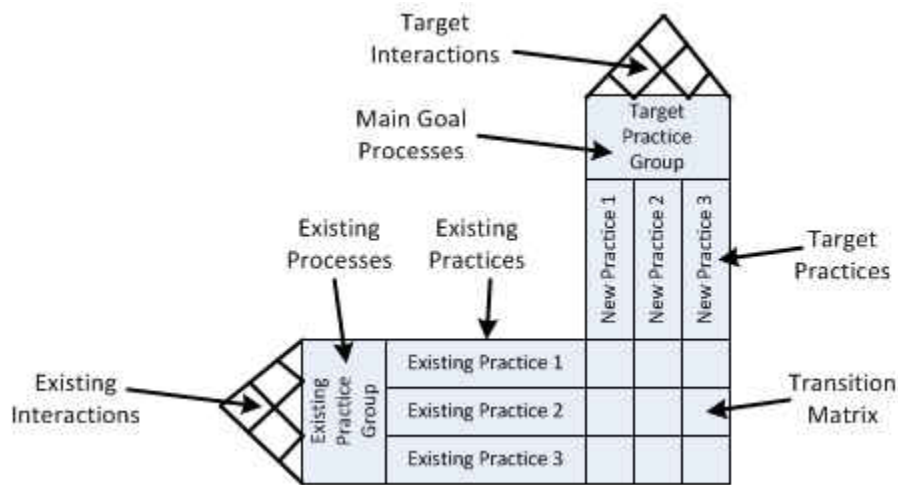 Target
Interactions
Main Goal
Processes
Target
Practice
Group
New Practice 1
New Practice 2
New Practice 3
Target
Practices
Existing
Processes
Existing
Practices
Existing
Interactions
Existing
Practice
Group
Existing Practice 1
Existing Practice 2
Existing Practice 3
Transition
Matrix